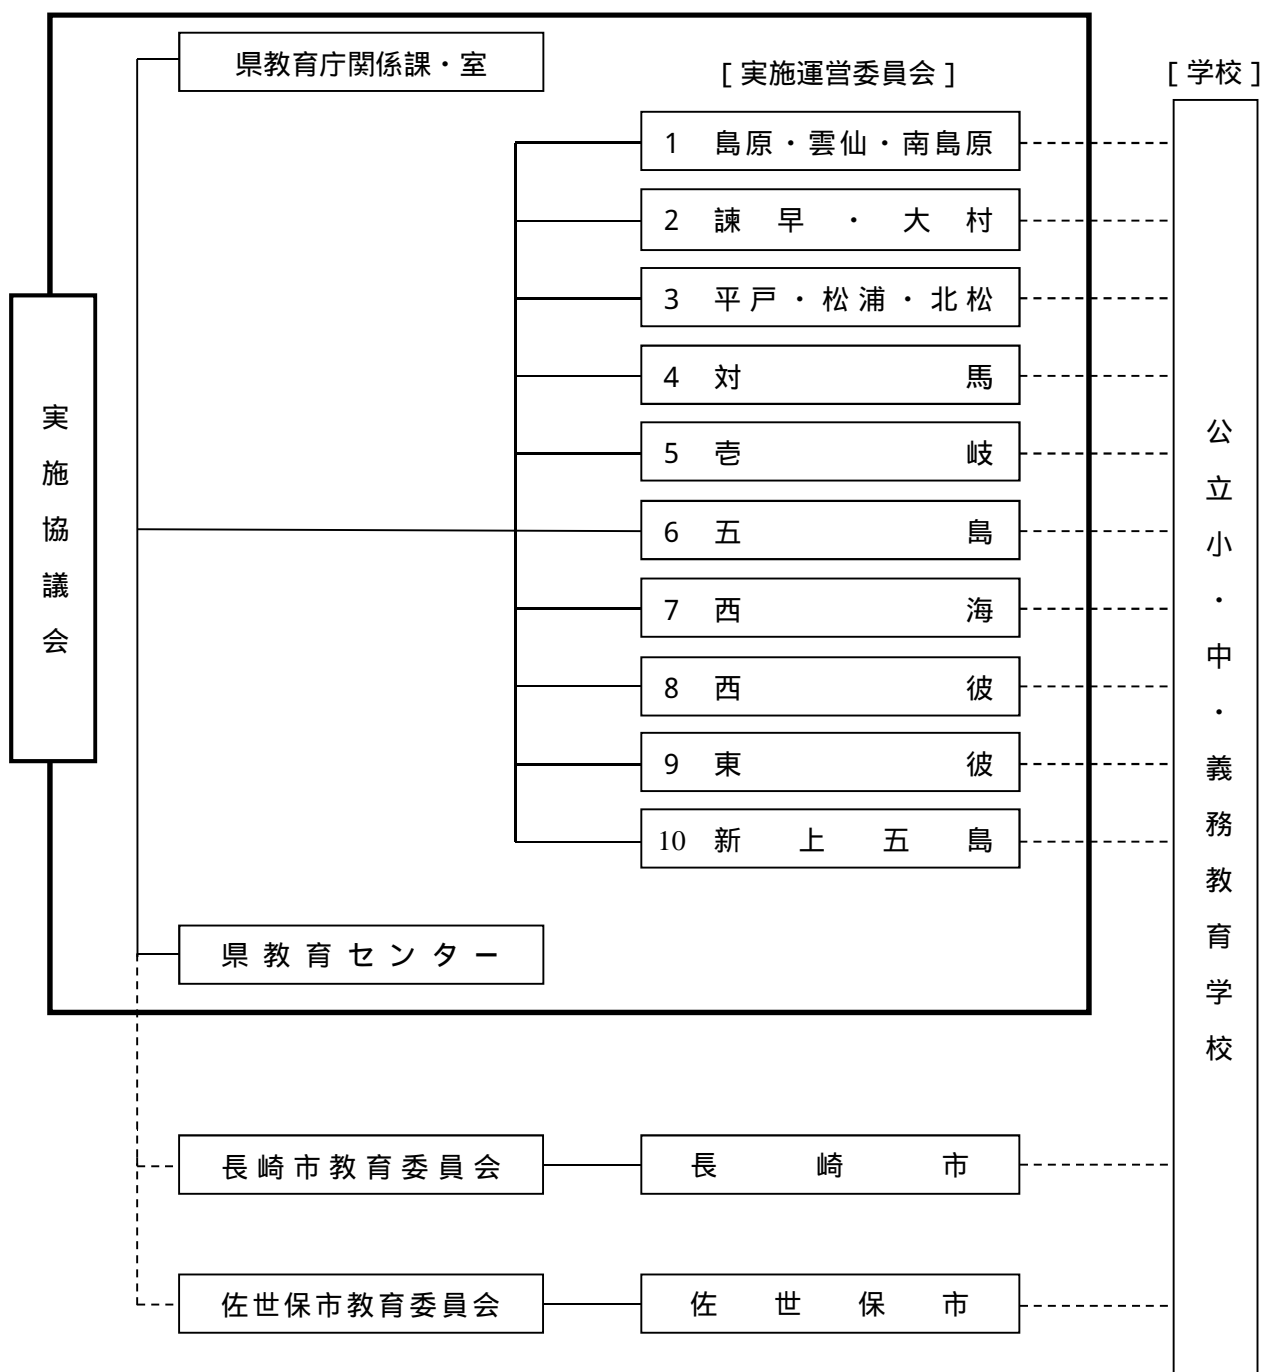 県教育庁関係課・室
[ 実施運営委員会 ]
[ 学校 ]
1 島原・雲仙・南島原
2 諫早・大村
3 平戸・松浦・北松
4 対馬
5 壱岐
6 五島
7 西海
8 西彼
9 東彼
10 新上五島
実施協議会
公立小・中・義務教育学校
県教育センター
長崎市教育委員会
長崎市
佐世保市教育委員会
佐世保市